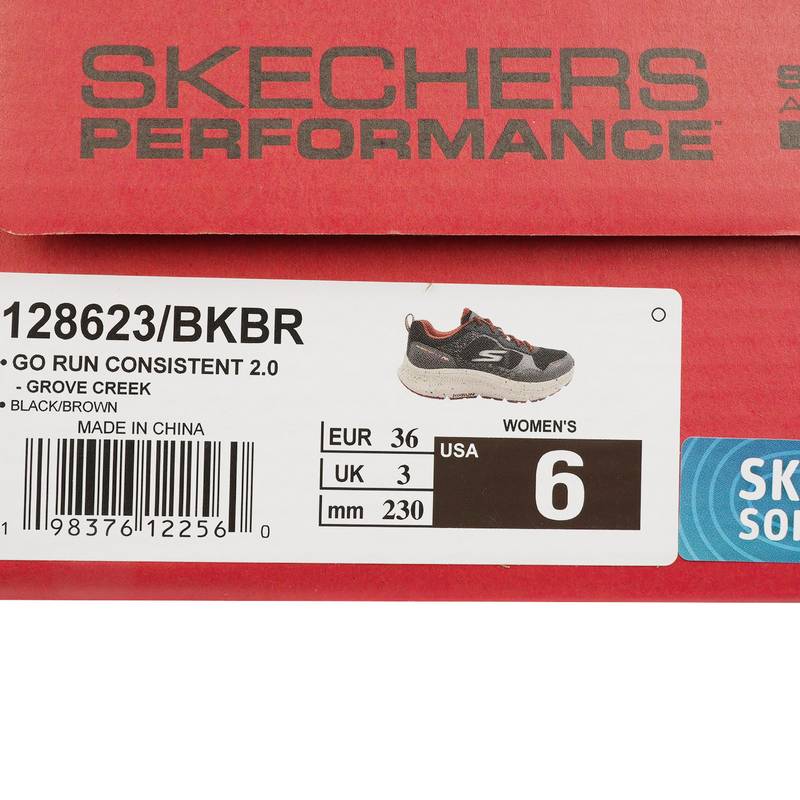 SKECHERS
PERFORMANCE™
128623/BKBR
• GO RUN CONSISTENT 2.0
- GROVE CREEK
• BLACK/BROWN
MADE IN CHINA
1 98376 12256 0
WOMEN'S
EUR 36
UK 3
mm 230
USA 6